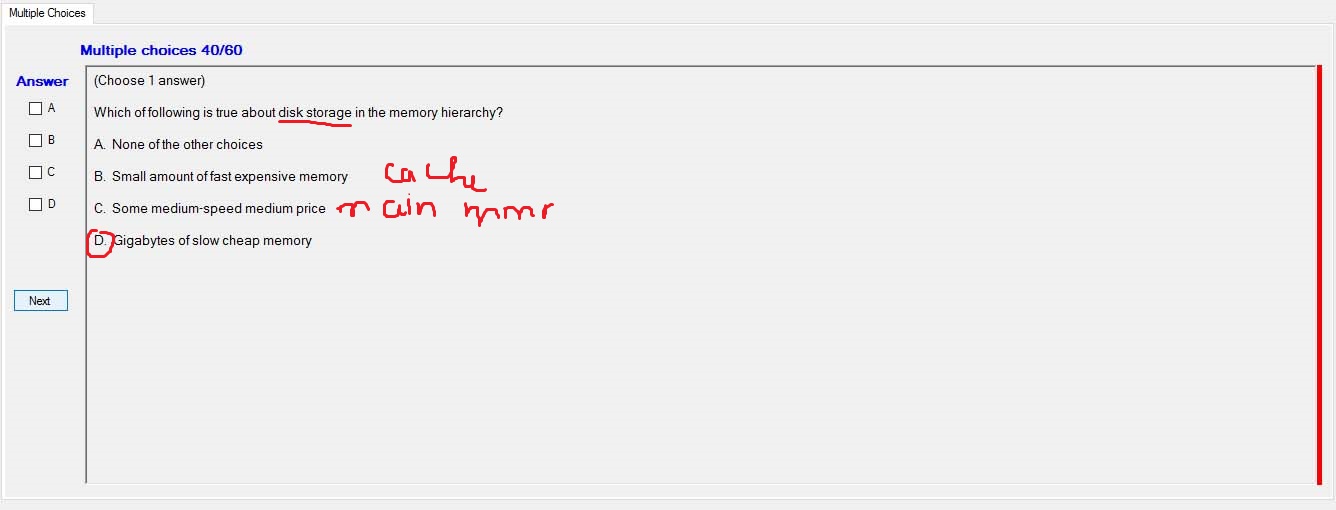 Multiple Choices
Multiple choices 40/60
Answer
(Choose 1 answer)
A
Which of following is true about disk storage in the memory hierarchy?
B
A. None of the other choices
C
B. Small amount of fast expensive memory cache
D
C. Some medium-speed medium price main
D. Gigabytes of slow cheap memory
Next